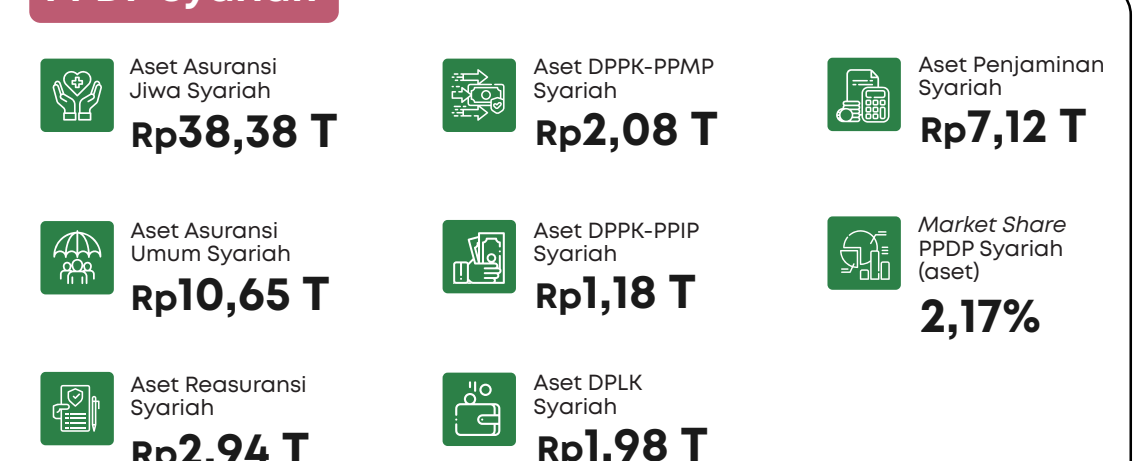 PPDP Syariah
Aset Asuransi
Jiwa Syariah
Rp38,38 T
Aset Asuransi
Umum Syariah
Rp10,65 T
Aset Reasuransi
Syariah
Rp2,94 T
Aset DPPK-PPMP
Syariah
Rp2,08 T
Aset DPPK-PPIP
Syariah
Rp1,18 T
Aset DPLK
Syariah
Rp1,98 T
Aset Penjaminan
Syariah
Rp7,12 T
Market Share
PPDP Syariah
(aset)
2,17%